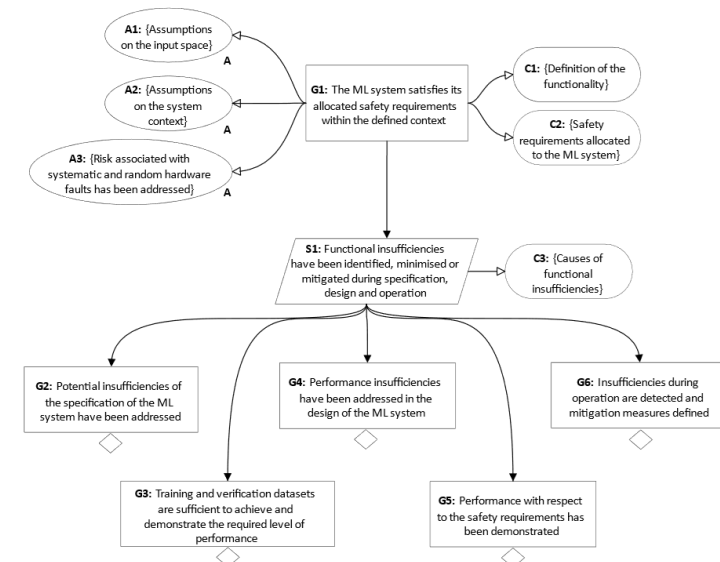 A1: {Assumptions
on the input space}
A
A2: {Assumptions
on the system
context}
A
A3: {Risk associated with
systematic and random hardware
faults has been addressed}
A
G1: The ML system satisfies its
allocated safety requirements
within the defined context
C1: {Definition of the
functionality}
C2: {Safety
requirements allocated
to the ML system}
S1: Functional insufficiencies
have been identified, minimised or
mitigated during specification,
design and operation
C3: {Causes of
functional
insufficiencies}
G2: Potential insufficiencies of
the specification of the ML
system have been addressed
G4: Performance insufficiencies
have been addressed in the
design of the ML system
G6: Insufficiencies during
operation are detected and
mitigation measures defined
G3: Training and verification datasets
are sufficient to achieve and
demonstrate the required level of
performance
G5: Performance with respect
to the safety requirements has
been demonstrated